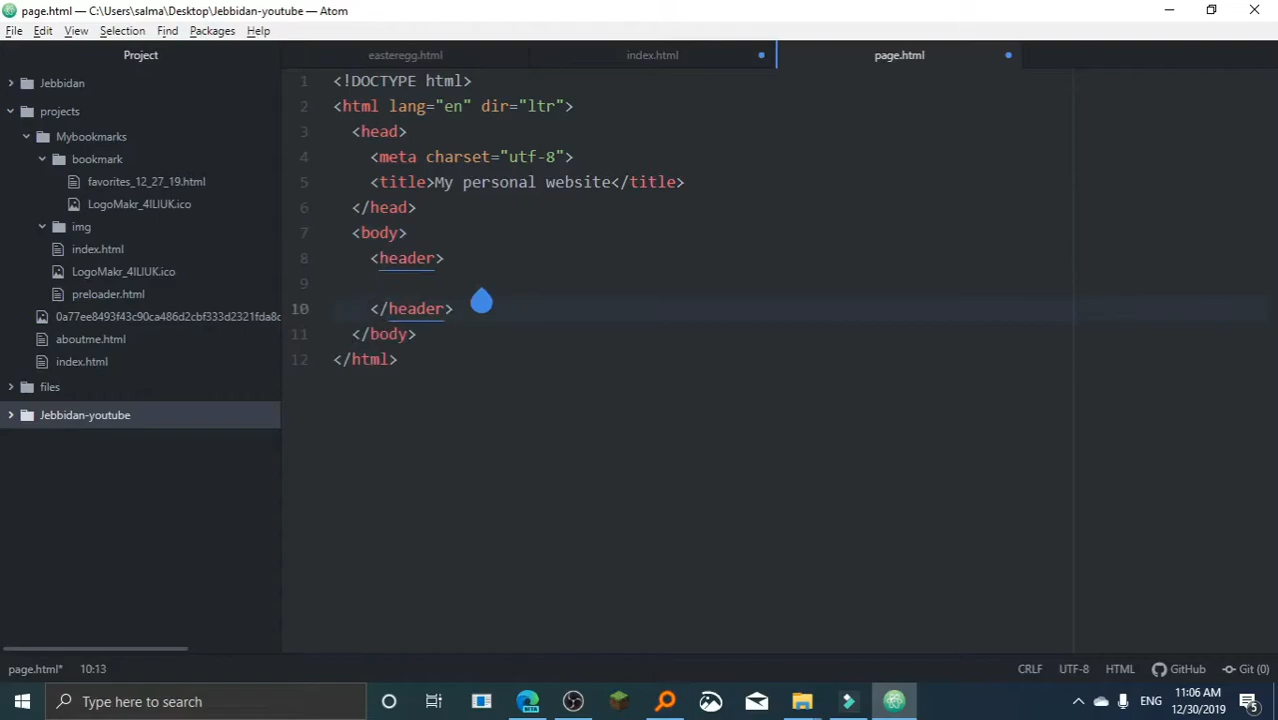 page.html — C:\Users\salma\Desktop\Jebbidan-youtube — Atom
File Edit View Selection Find Packages Help
Project
easteregg.html
index.html
page.html
Jebbidan
projects
Mybookmarks
bookmark
favorites_12_27_19.html
LogoMakr_4ILIUK.ico
img
index.html
LogoMakr_4ILIUK.ico
preloader.html
0a77ee8493f43c90ca486d2cbf333d2321fda8c
aboutme.html
index.html
files
Jebbidan-youtube
1 <!DOCTYPE html>
2 <html lang="en" dir="ltr">
3 <head>
4 <meta charset="utf-8">
5 <title>My personal website</title>
6 </head>
7 <body>
8 <header>
9
10 </header>
11 </body>
12 </html>
page.html* 10:13 CRLF UTF-8 HTML GitHub Git (0)
Type here to search
BETA
ENG
11:06 AM
12/30/2019
5